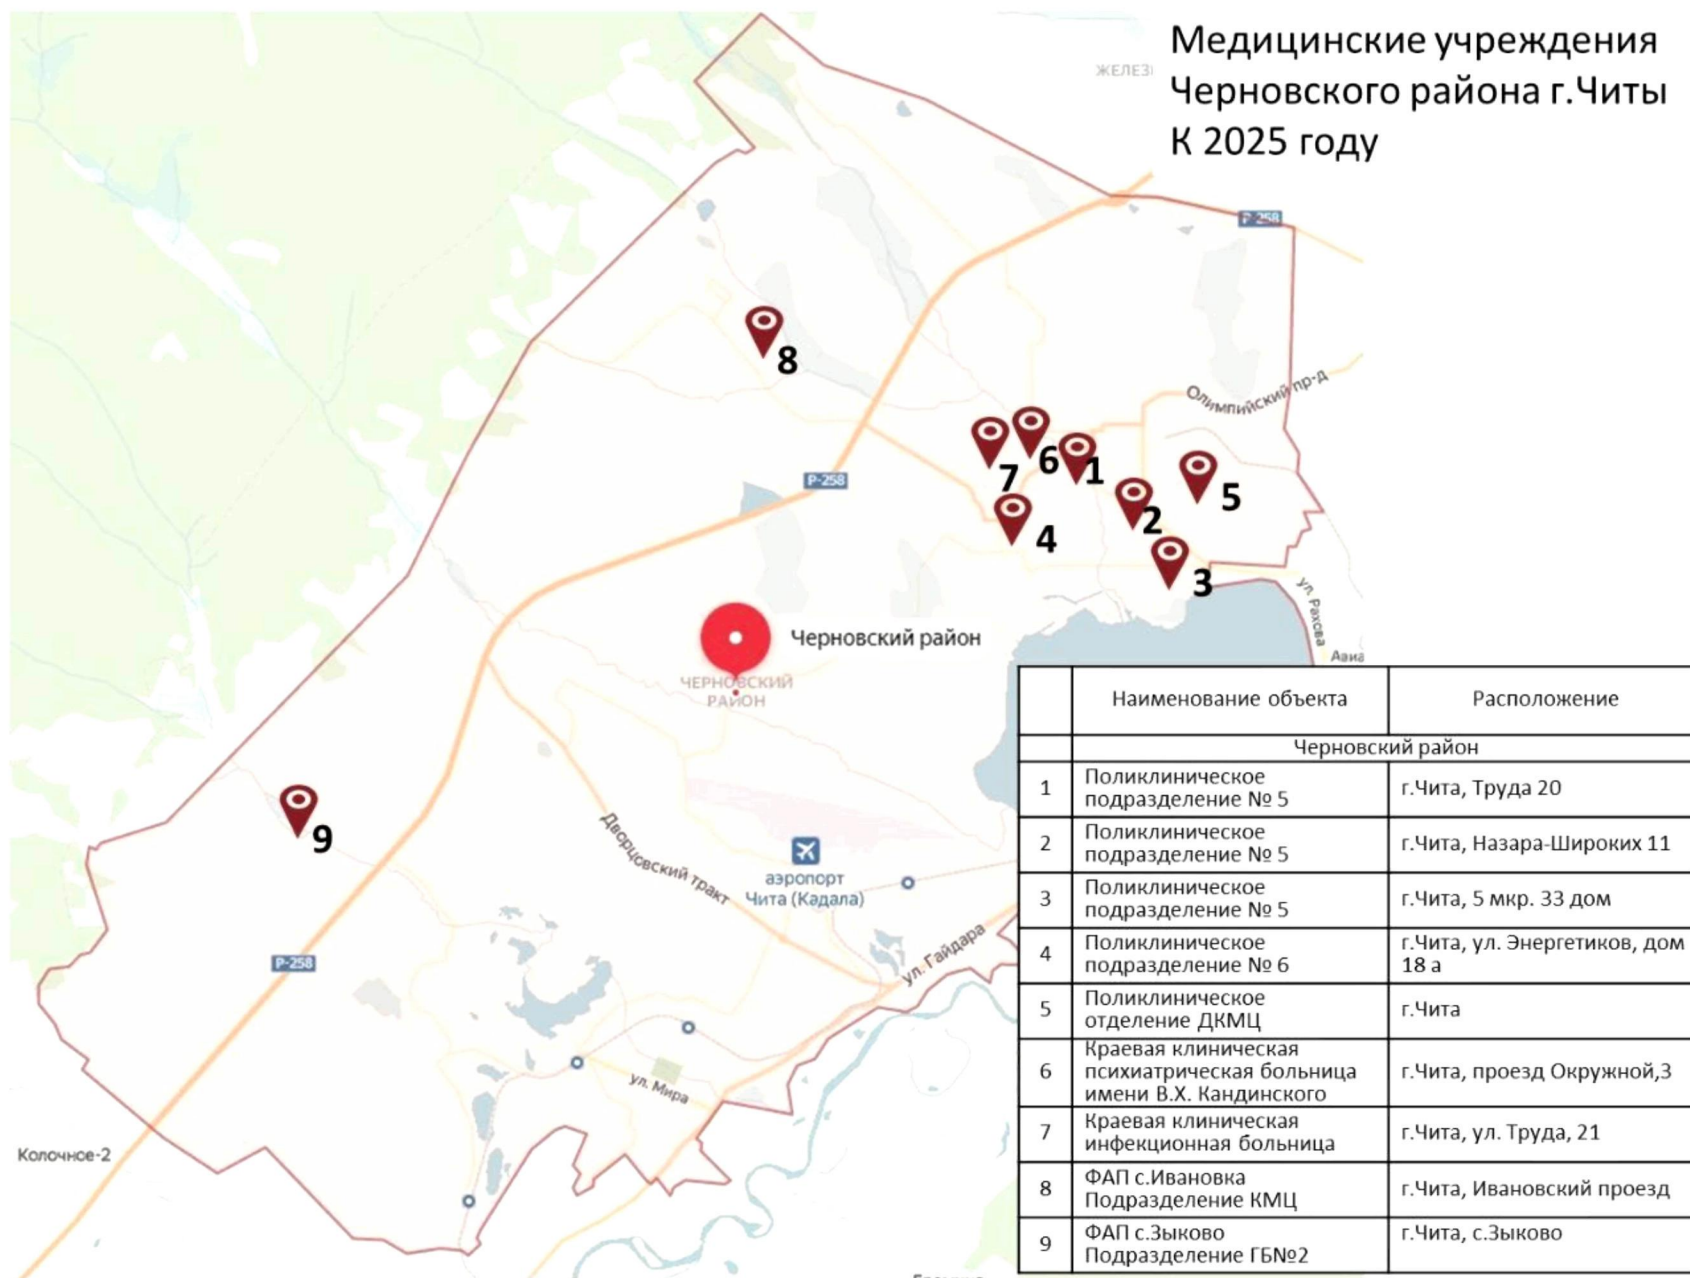 Медицинские учреждения
Черновского района г.Читы
К 2025 году
Р-258
Олимпийский пр-д
8
7
6
1
5
Р-258
2
4
3
ул. Рахова
Черновский район
ЧЕРНОВСКИЙ
РАЙОН
9
Дворцовский тракт
аэропорт
Чита (Кадала)
ул. Гайдара
Р-258
ул. Мира
Колочное-2
Наименование объекта Расположение
Черновский район
1 Поликлиническое
подразделение № 5 г.Чита, Труда 20
2 Поликлиническое
подразделение № 5 г.Чита, Назара-Широких 11
3 Поликлиническое
подразделение № 5 г.Чита, 5 мкр. 33 дом
4 Поликлиническое
подразделение № 6 г.Чита, ул. Энергетиков, дом
18 а
5 Поликлиническое
отделение ДКМЦ г.Чита
6 Краевая клиническая
психиатрическая больница
имени В.Х. Кандинского г.Чита, проезд Окружной,3
7 Краевая клиническая
инфекционная больница г.Чита, ул. Труда, 21
8 ФАП с.Ивановка
Подразделение КМЦ г.Чита, Ивановский проезд
9 ФАП с.Зыково
Подразделение ГБ№2 г.Чита, с.Зыково